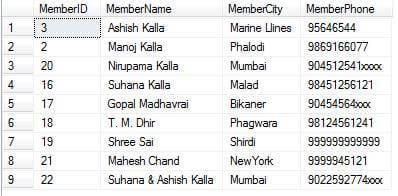 MemberID MemberName MemberCity MemberPhone
1 3 Ashish Kalla Marine Llines 95646544
2 2 Manoj Kalla Phalodi 9869166077
3 20 Nirupama Kalla Mumbai 904512541xxxx
4 16 Suhana Kalla Malad 98451256121
5 17 Gopal Madhavrai Bikaner 90454564xxx
6 18 T. M. Dhir Phagwara 98124561241
7 19 Shree Sai Shirdi 999999999999
8 21 Mahesh Chand NewYork 9999945121
9 22 Suhana & Ashish Kalla Mumbai 9022592774xxx